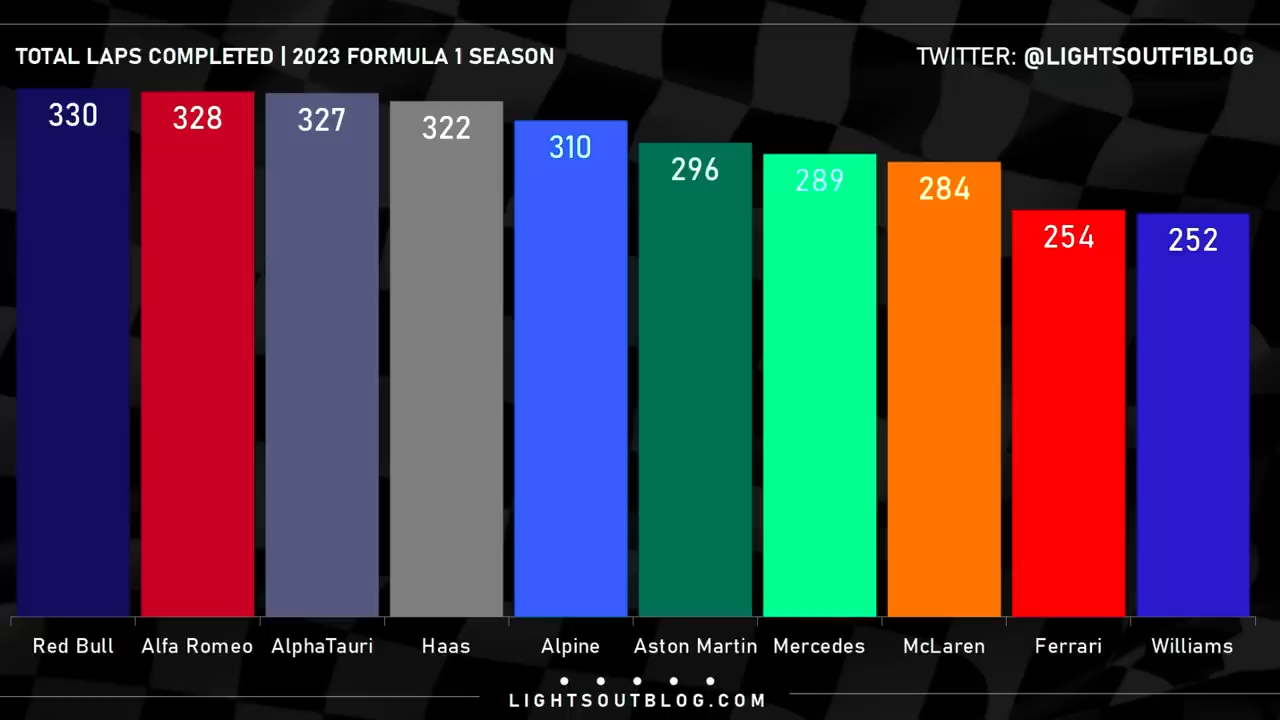 TOTAL LAPS COMPLETED | 2023 FORMULA 1 SEASON
TWITTER: @LIGHTSOUTF1BLOG
330 328 327 322 310 296 289 284 254 252
Red Bull Alfa Romeo AlphaTauri Haas Alpine Aston Martin Mercedes McLaren Ferrari Williams
LIGHTSOUTBLOG.COM